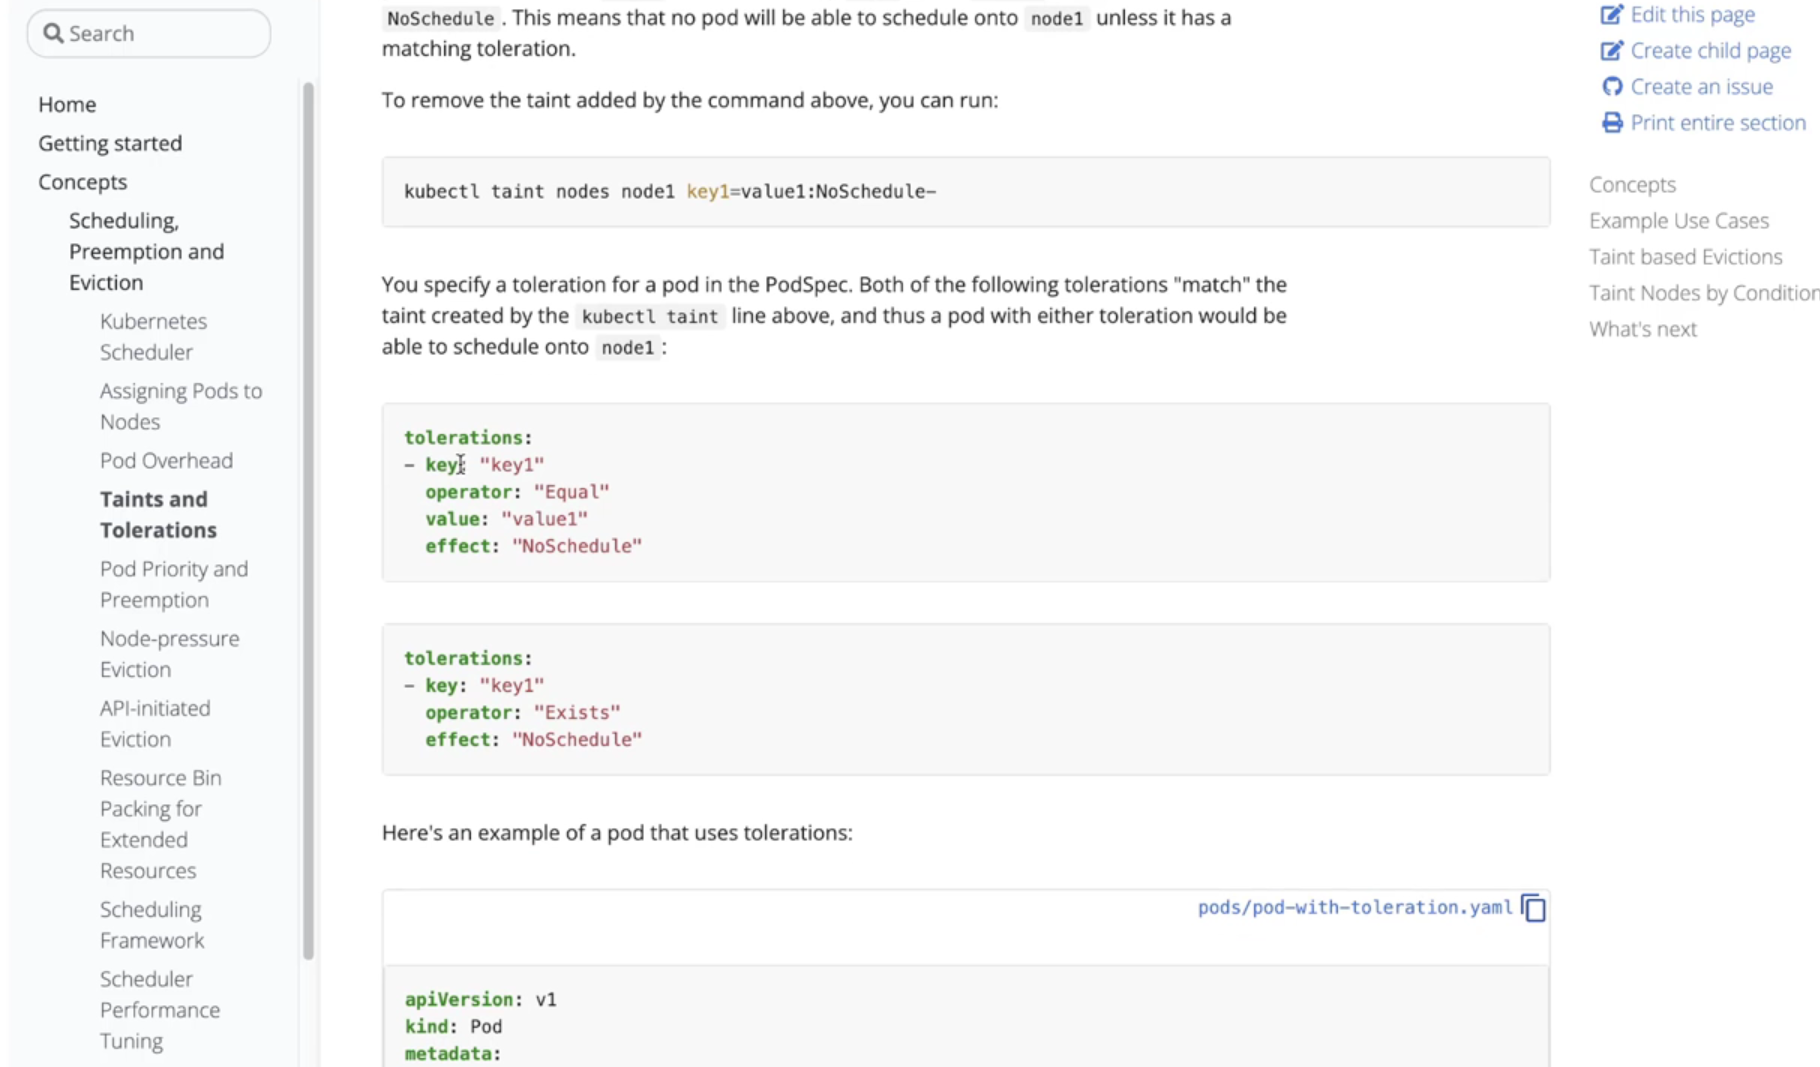 Search
Home
Getting started
Concepts
Scheduling,
Preemption and
Eviction
Kubernetes
Scheduler
Assigning Pods to
Nodes
Pod Overhead
Taints and
Tolerations
Pod Priority and
Preemption
Node-pressure
Eviction
API-initiated
Eviction
Resource Bin
Packing for
Extended
Resources
Scheduling
Framework
Scheduler
Performance
Tuning
NoSchedule . This means that no pod will be able to schedule onto node1 unless it has a
matching toleration.
To remove the taint added by the command above, you can run:
kubectl taint nodes node1 key1=value1:NoSchedule-
You specify a toleration for a pod in the PodSpec. Both of the following tolerations "match" the
taint created by the kubectl taint line above, and thus a pod with either toleration would be
able to schedule onto node1 :
tolerations:
- key: "key1"
  operator: "Equal"
  value: "value1"
  effect: "NoSchedule"
tolerations:
- key: "key1"
  operator: "Exists"
  effect: "NoSchedule"
Here's an example of a pod that uses tolerations:
pods/pod-with-toleration.yaml
apiVersion: v1
kind: Pod
metadata:
Edit this page
Create child page
Create an issue
Print entire section
Concepts
Example Use Cases
Taint based Evictions
Taint Nodes by Condition
What's next